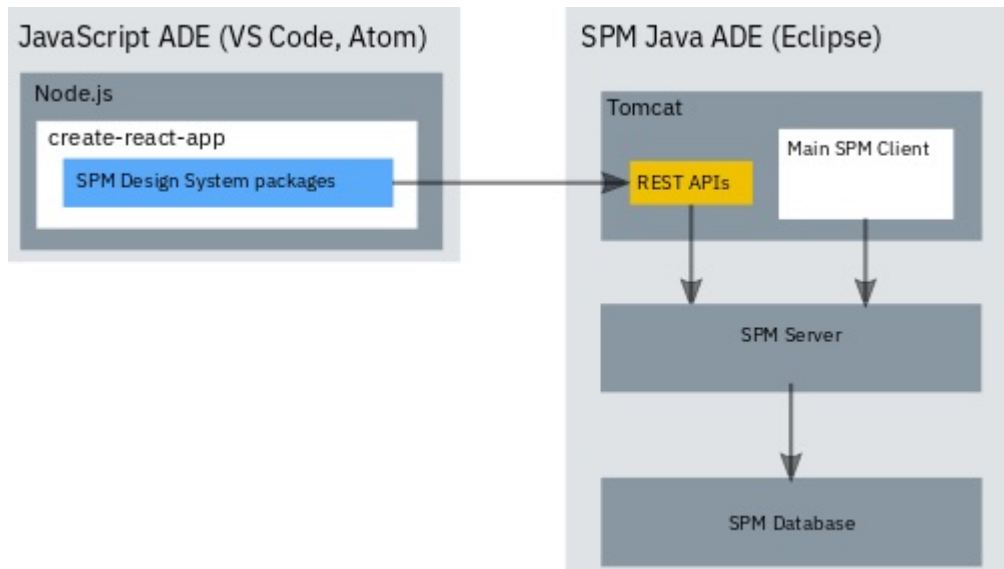 JavaScript ADE (VS Code, Atom)
Node.js
create-react-app
SPM Design System packages
SPM Java ADE (Eclipse)
Tomcat
Main SPM Client
REST APIs
SPM Server
SPM Database